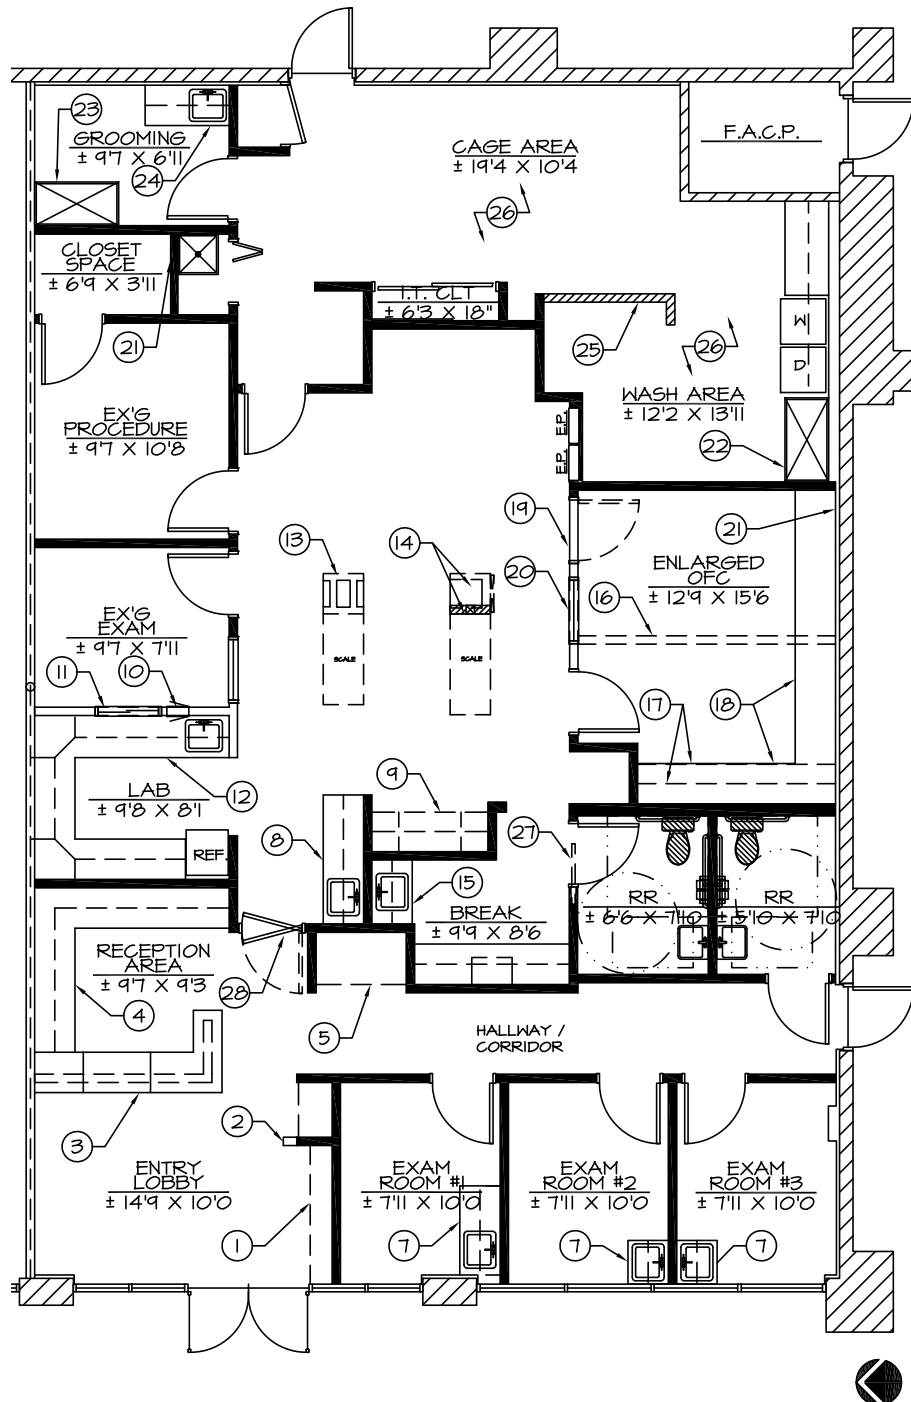 23
GROOMING
± 9'7 X 6'11
24
CAGE AREA
± 19'4 X 10'4
26
F.A.C.P.
CLOSET
SPACE
± 6'9 X 3'11
21
I.T. CLT
± 6'3 X 18"
25
26
W
D
WASH AREA
± 12'2 X 13'11
22
EX'G
PROCEDURE
± 9'7 X 10'8
E.P.
E.P.
13
14
19
20
21
ENLARGED
OFC
± 12'9 X 15'6
16
EX'G
EXAM
± 9'7 X 7'11
SCALE
SCALE
11
10
17
18
LAB
± 9'8 X 8'1
12
9
REF.
8
27
15
BREAK
± 9'9 X 8'6
RR
± 6'6 X 7'10
RR
± 5'10 X 7'10
RECEPTION
AREA
± 9'7 X 9'3
28
4
5
HALLWAY /
CORRIDOR
3
2
ENTRY
LOBBY
± 14'9 X 10'0
1
EXAM
ROOM #1
± 7'11 X 10'0
7
EXAM
ROOM #2
± 7'11 X 10'0
7
EXAM
ROOM #3
± 7'11 X 10'0
7